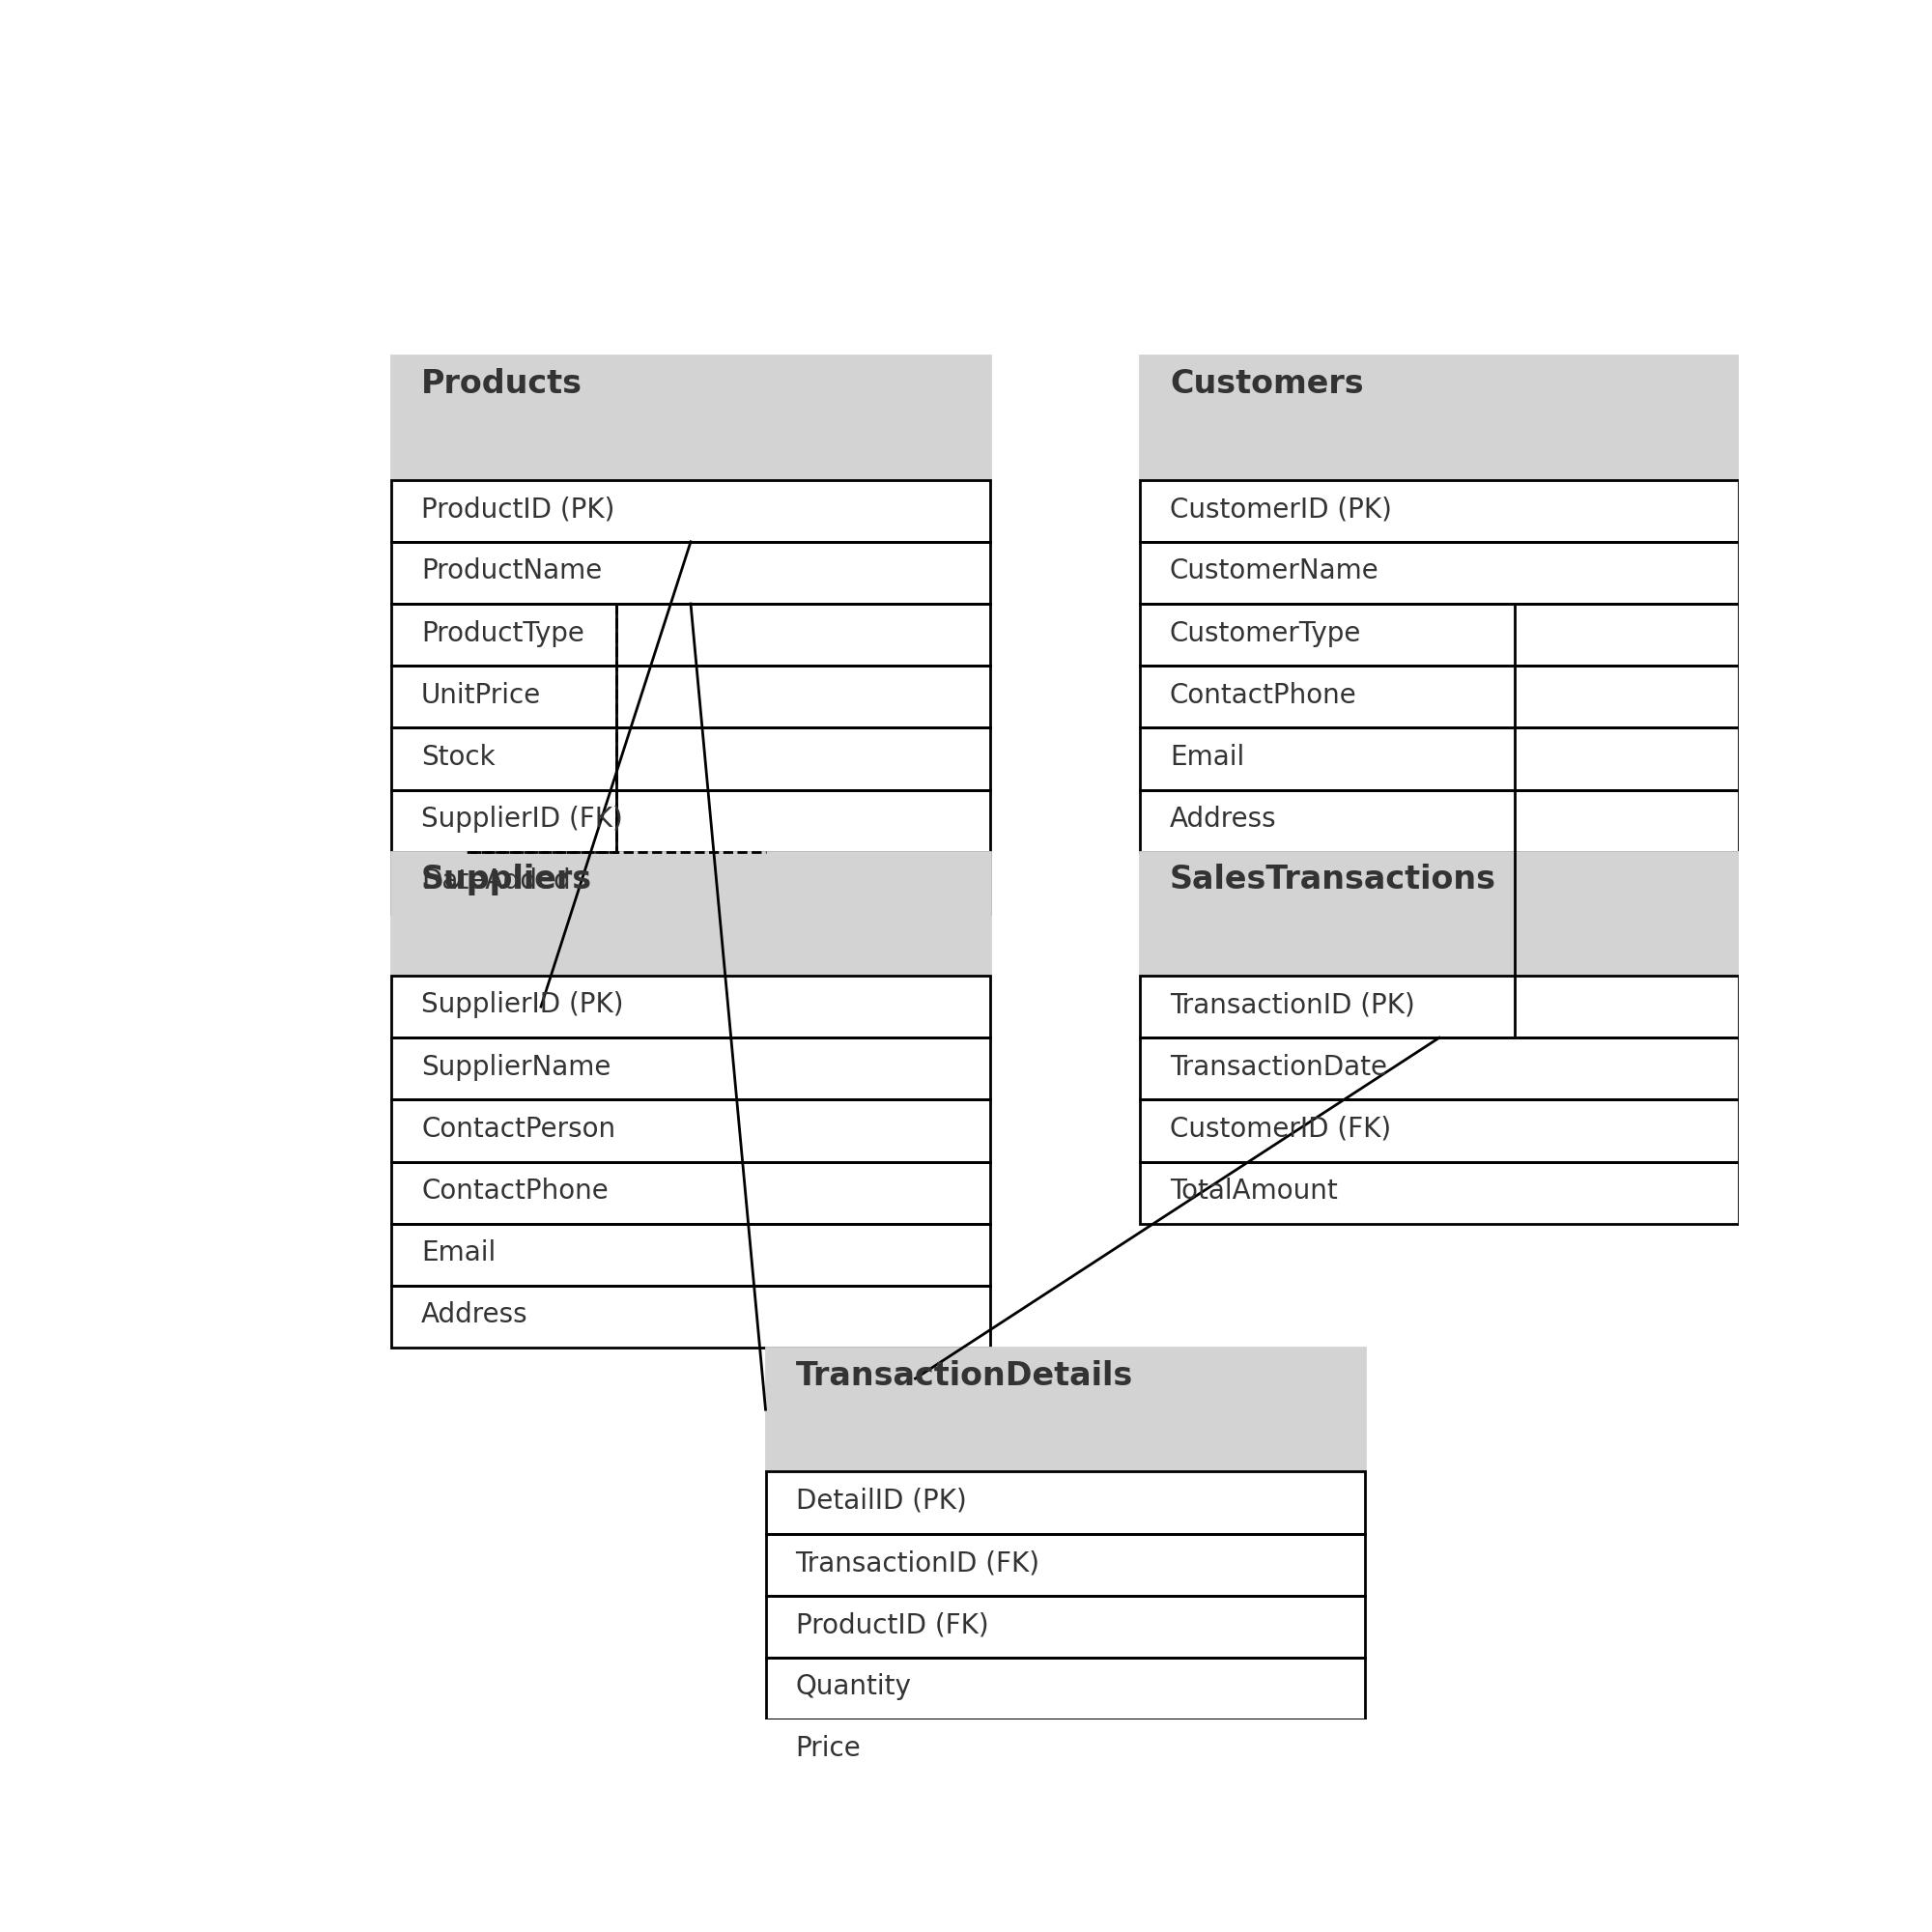 Products
ProductID (PK)
ProductName
ProductType
UnitPrice
Stock
SupplierID (FK)
DateAdded
Customers
CustomerID (PK)
CustomerName
CustomerType
ContactPhone
Email
Address
Suppliers
SupplierID (PK)
SupplierName
ContactPerson
ContactPhone
Email
Address
SalesTransactions
TransactionID (PK)
TransactionDate
CustomerID (FK)
TotalAmount
TransactionDetails
DetailID (PK)
TransactionID (FK)
ProductID (FK)
Quantity
Price